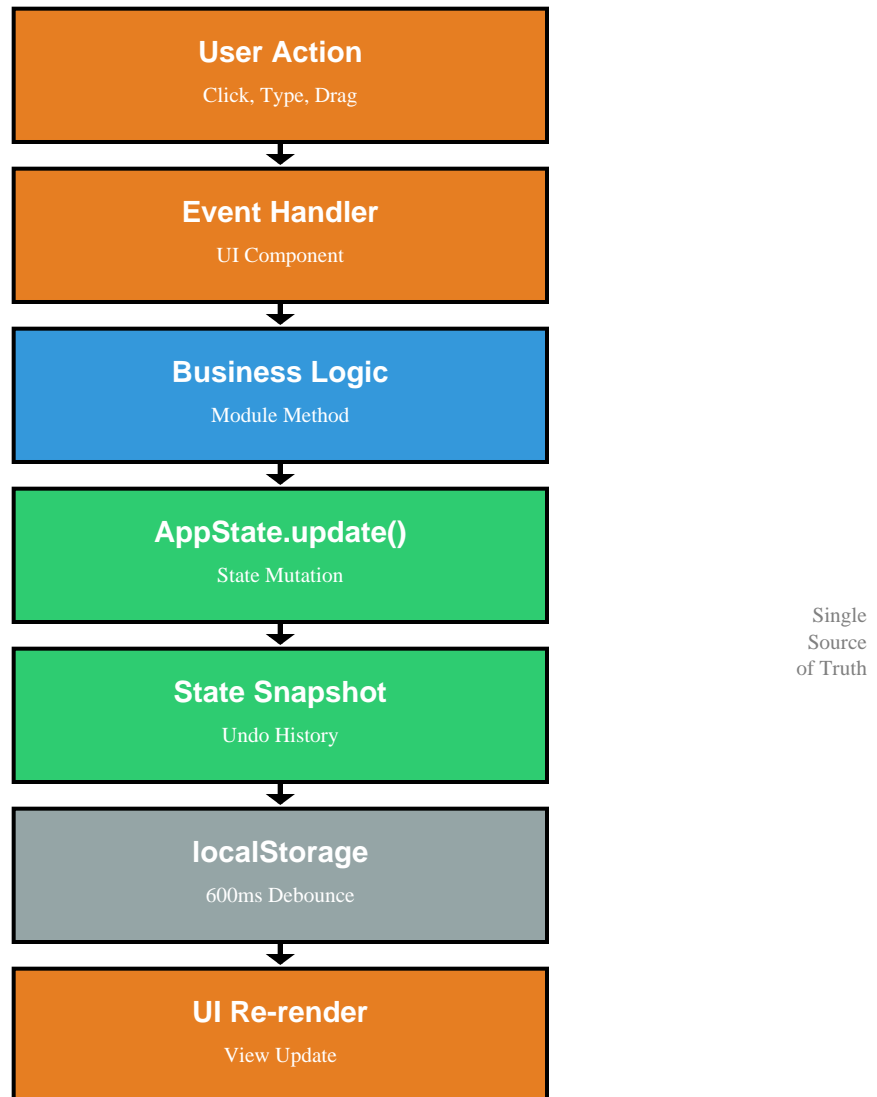 User Action
Click, Type, Drag
Event Handler
UI Component
Business Logic
Module Method
AppState.update()
State Mutation
Single
Source
of Truth
State Snapshot
Undo History
localStorage
600ms Debounce
UI Re-render
View Update